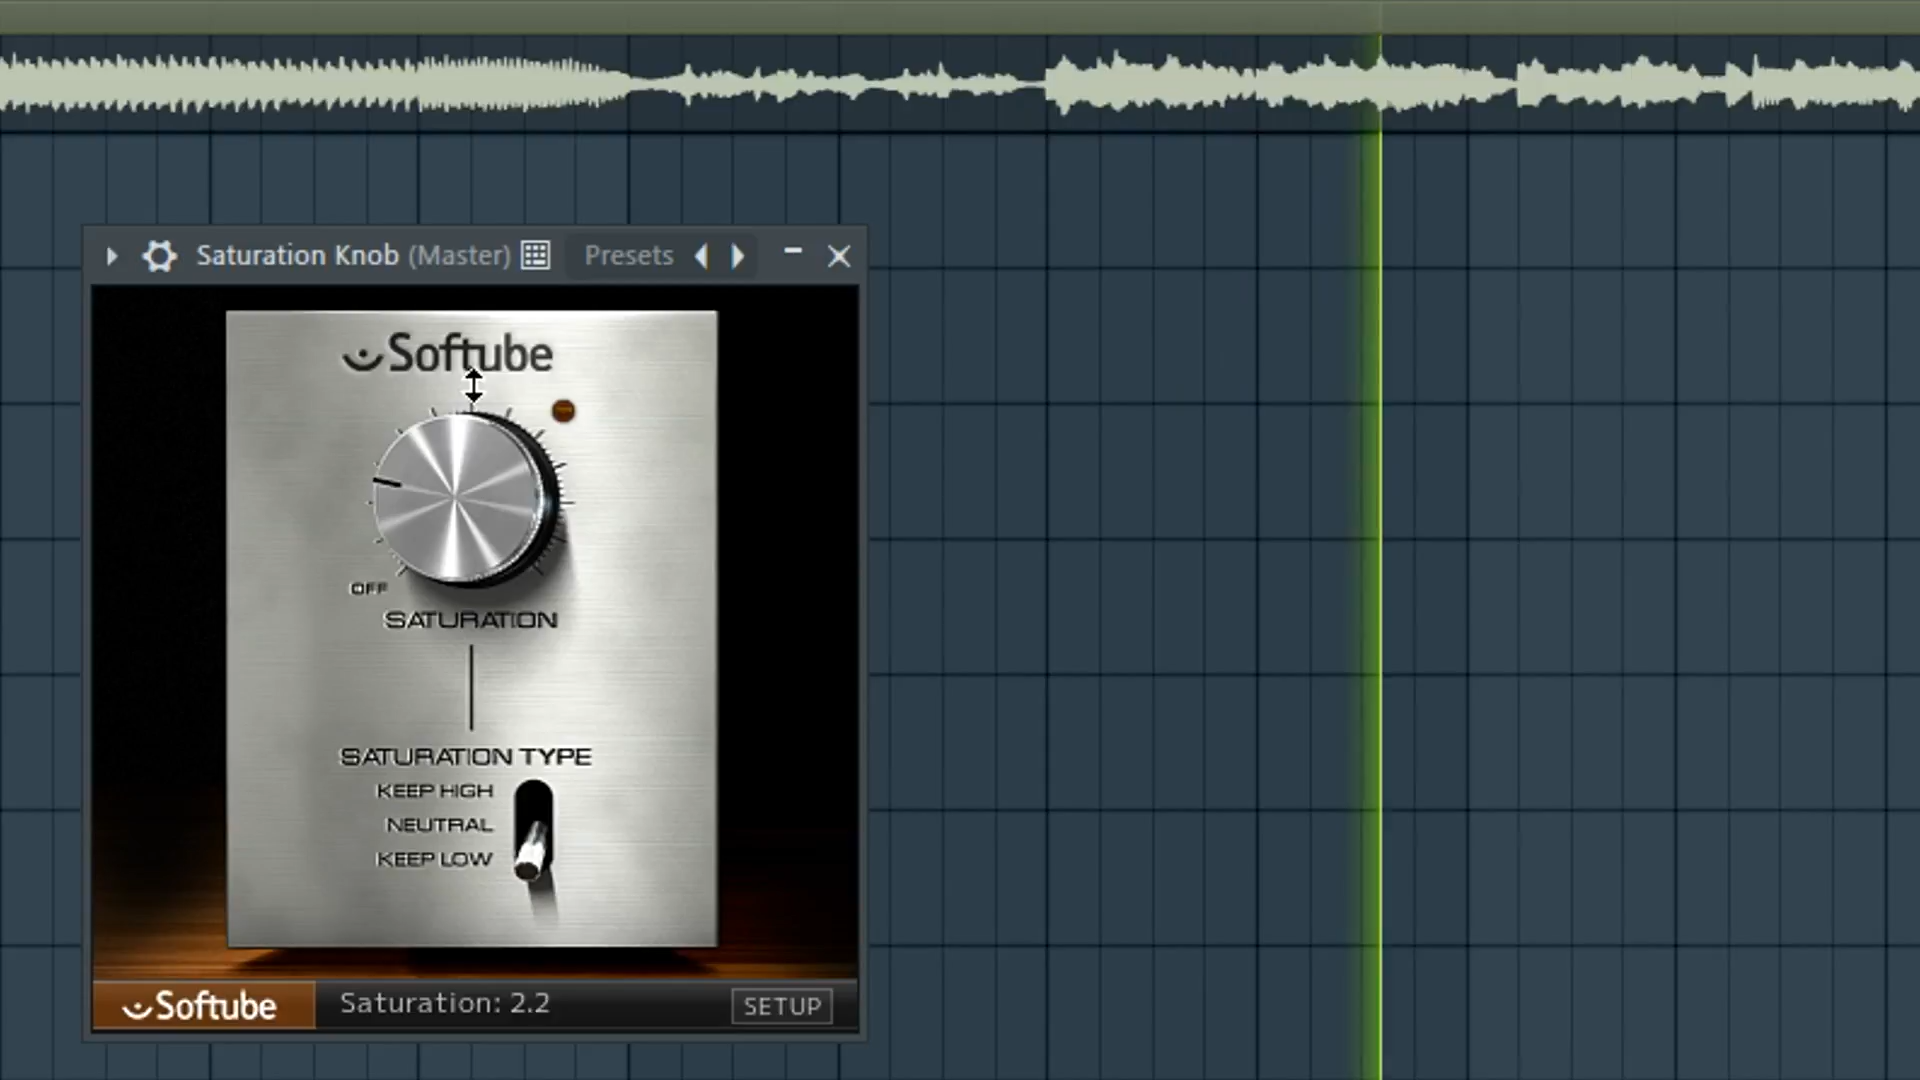 Saturation Knob (Master) Presets
Softube
OFF
SATURATION
SATURATION TYPE
KEEP HIGH
NEUTRAL
KEEP LOW
Softube Saturation: 2.2 SETUP